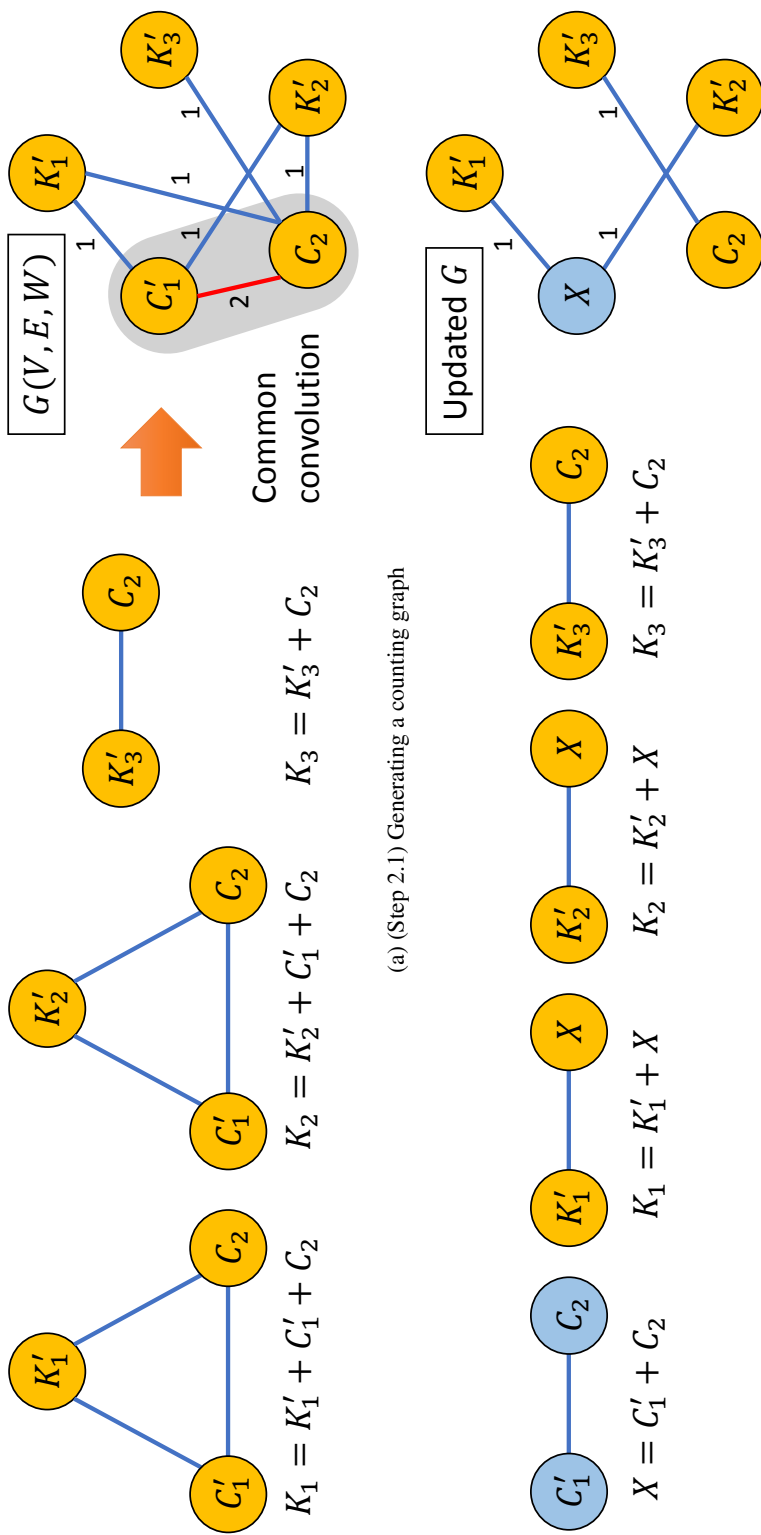 K′₁
C′₁
C₂
K₁ = K′₁ + C′₁ + C₂
K′₂
C′₁
C₂
K₂ = K′₂ + C′₁ + C₂
K′₃
C₂
K₃ = K′₃ + C₂
Common
convolution
G(V, E, W)
K′₁
K′₃
C′₁
K′₂
C₂
1
1
1
1
1
2
(a) (Step 2.1) Generating a counting graph
C′₁
C₂
X = C′₁ + C₂
K′₁
X
K₁ = K′₁ + X
K′₂
X
K₂ = K′₂ + X
K′₃
C₂
K₃ = K′₃ + C₂
Updated G
K′₁
K′₃
X
K′₂
C₂
1
1
1